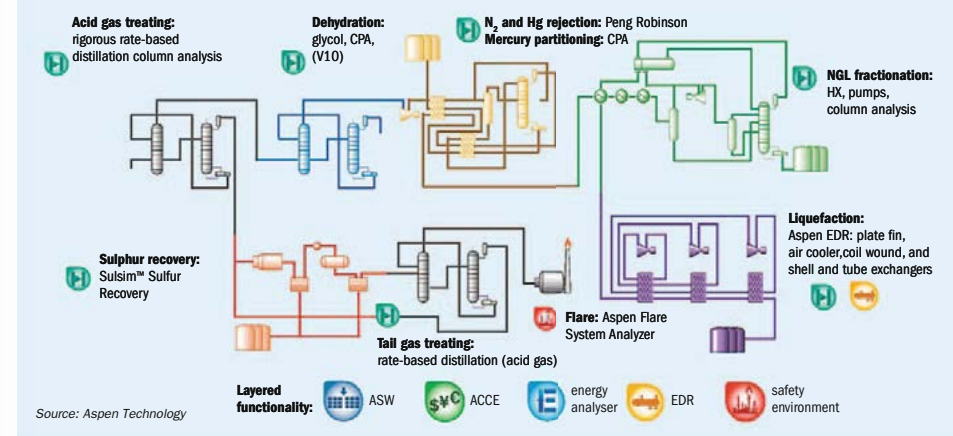 Acid gas treating:
rigorous rate-based
distillation column analysis
Dehydration:
glycol, CPA,
(V10)
N2 and Hg rejection: Peng Robinson
Mercury partitioning: CPA
NGL fractionation:
HX, pumps,
column analysis
Sulphur recovery:
Sulsim™ Sulfur
Recovery
Tail gas treating:
rate-based distillation (acid gas)
Flare: Aspen Flare
System Analyzer
Liquefaction:
Aspen EDR: plate fin,
air cooler,coil wound, and
shell and tube exchangers
Layered
functionality:
ASW
$¥€
ACCE
energy
analyser
EDR
safety
environment
Source: Aspen Technology